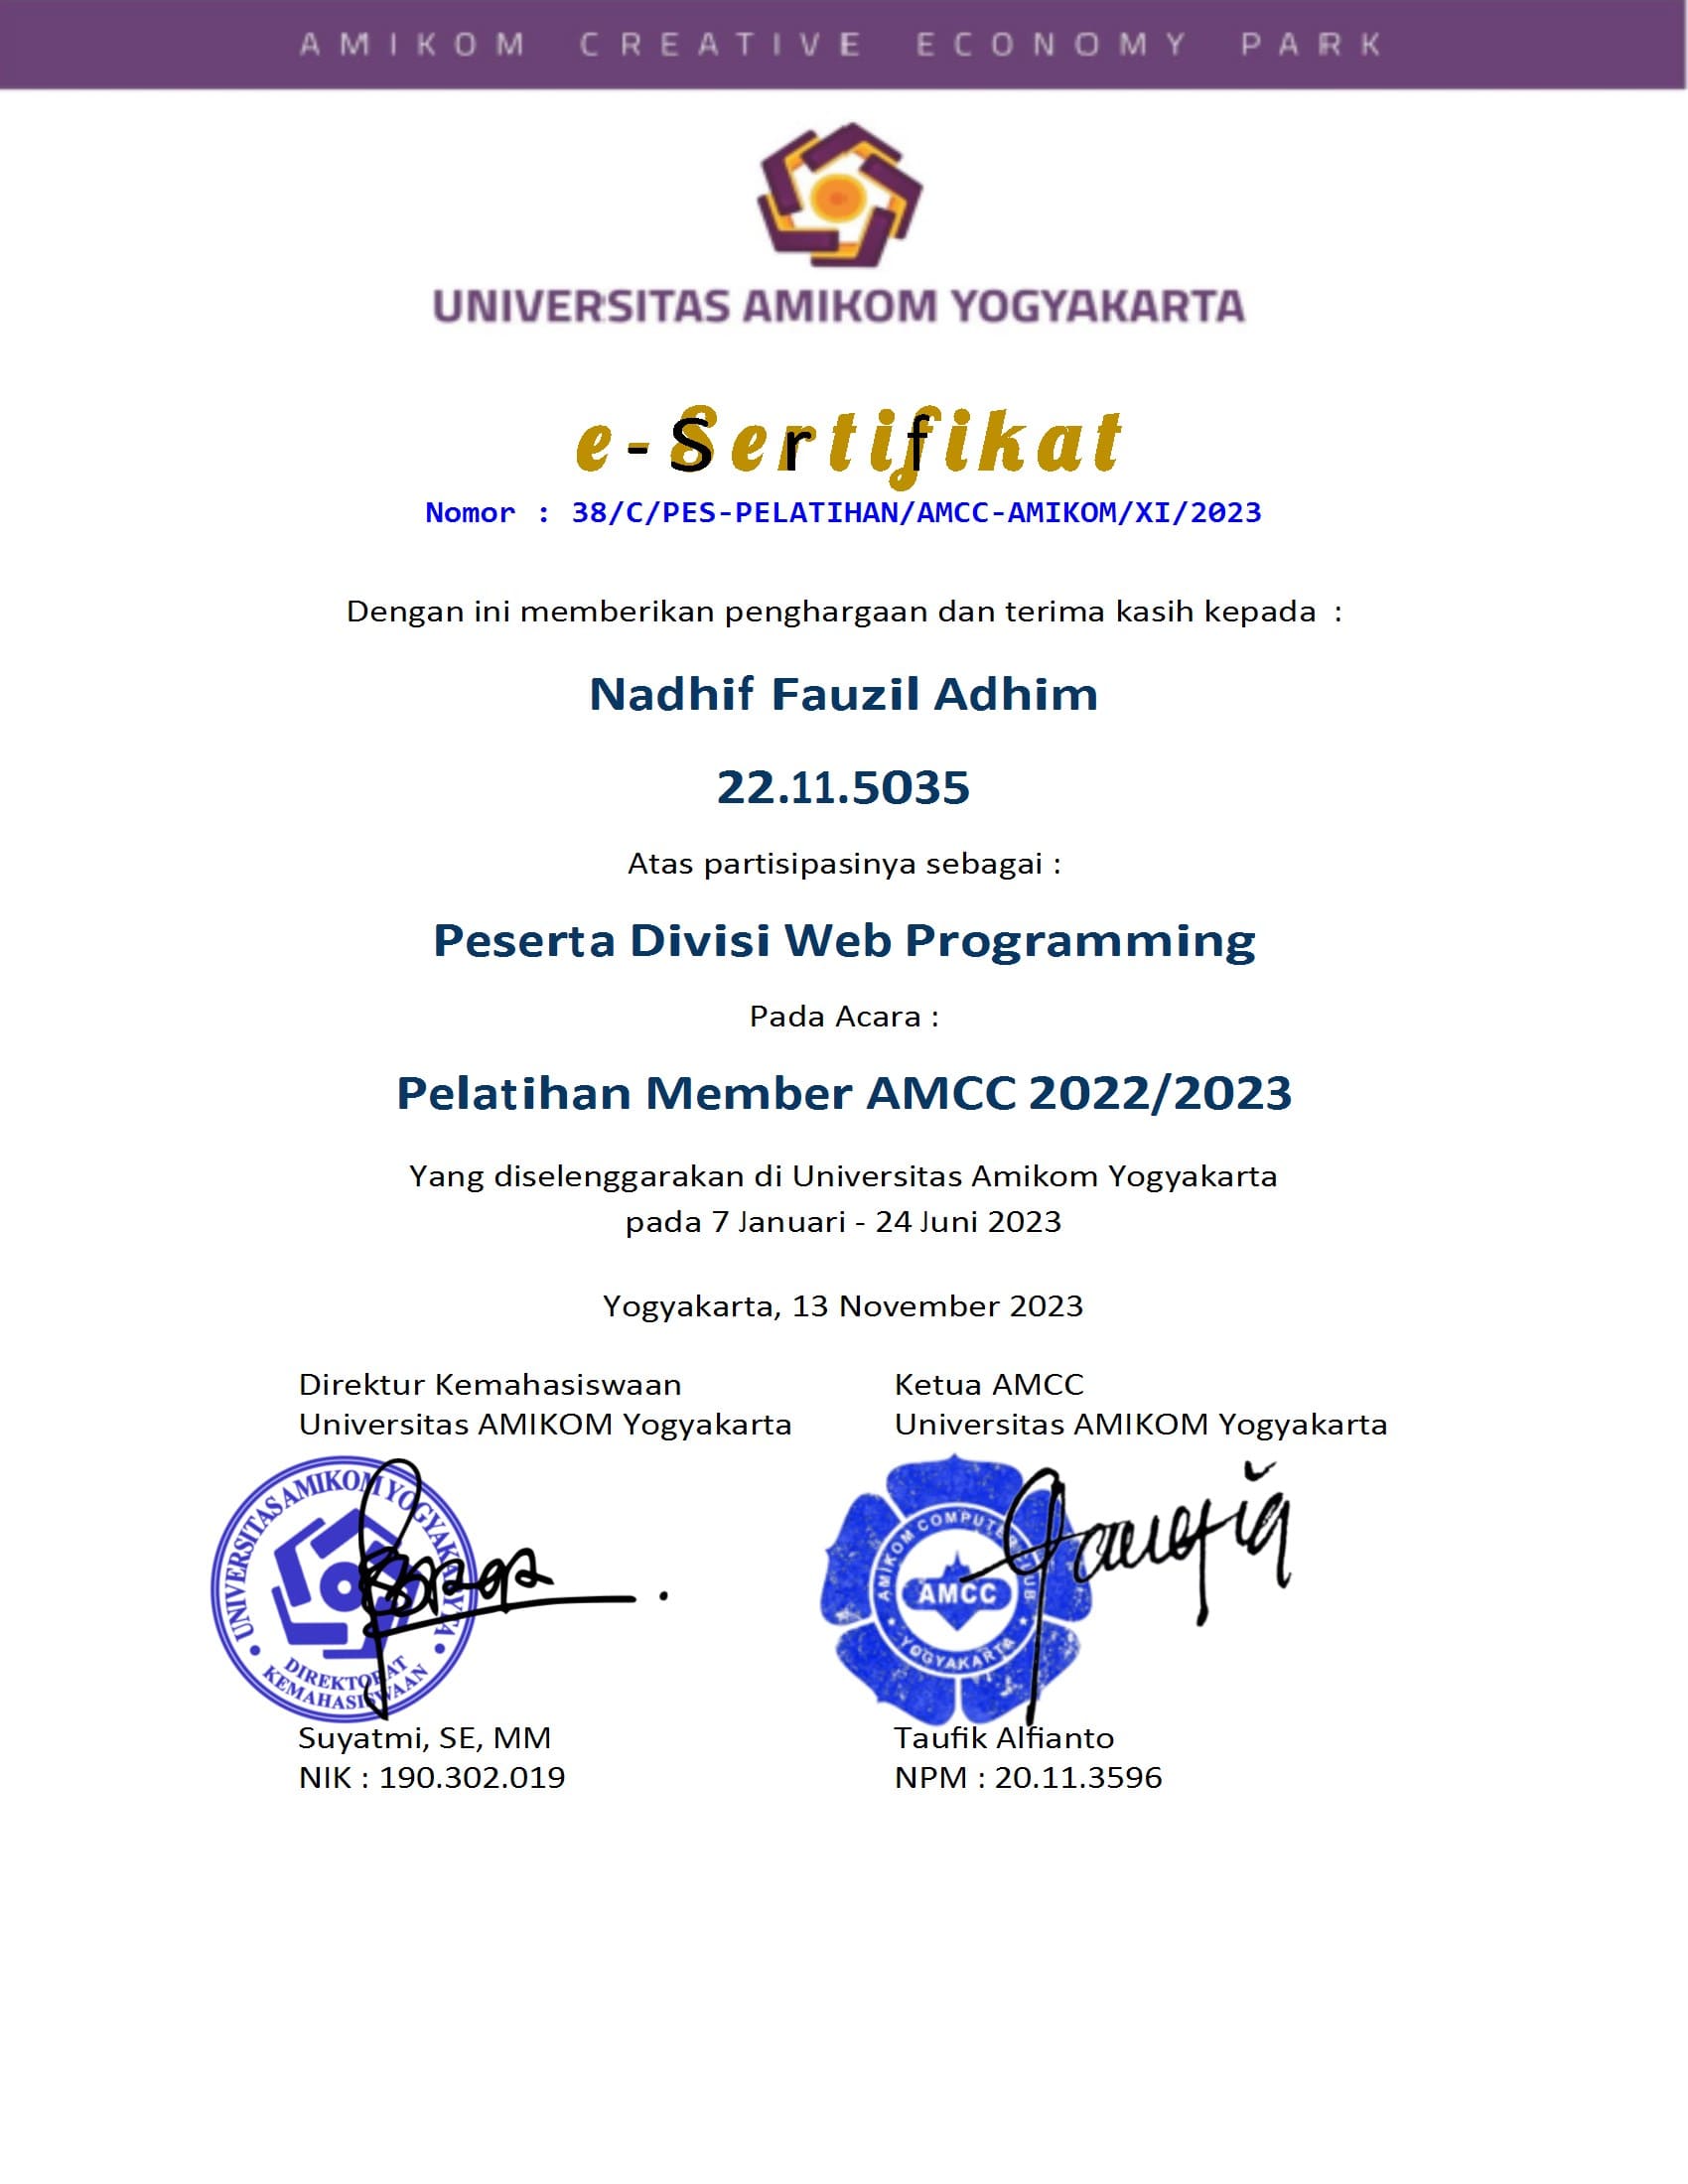 AMIKOM CREATIVE ECONOMY PARK
UNIVERSITAS AMIKOM YOGYAKARTA
e-Sertifikat
Nomor : 38/C/PES-PELATIHAN/AMCC-AMIKOM/XI/2023
Dengan ini memberikan penghargaan dan terima kasih kepada :
Nadhif Fauzil Adhim
22.11.5035
Atas partisipasinya sebagai :
Peserta Divisi Web Programming
Pada Acara :
Pelatihan Member AMCC 2022/2023
Yang diselenggarakan di Universitas Amikom Yogyakarta
pada 7 Januari - 24 Juni 2023
Yogyakarta, 13 November 2023
Direktur Kemahasiswaan
Universitas AMIKOM Yogyakarta
UNIVERSITAS AMIKOM YOGYAKARTA
DIREKTORAT
KEMAHASISWAAN
Suyatmi, SE, MM
NIK : 190.302.019
Ketua AMCC
Universitas AMIKOM Yogyakarta
AMIKOM COMPUTER CLUB
AMCC
YOGYAKARTA
Taufik Alfianto
NPM : 20.11.3596